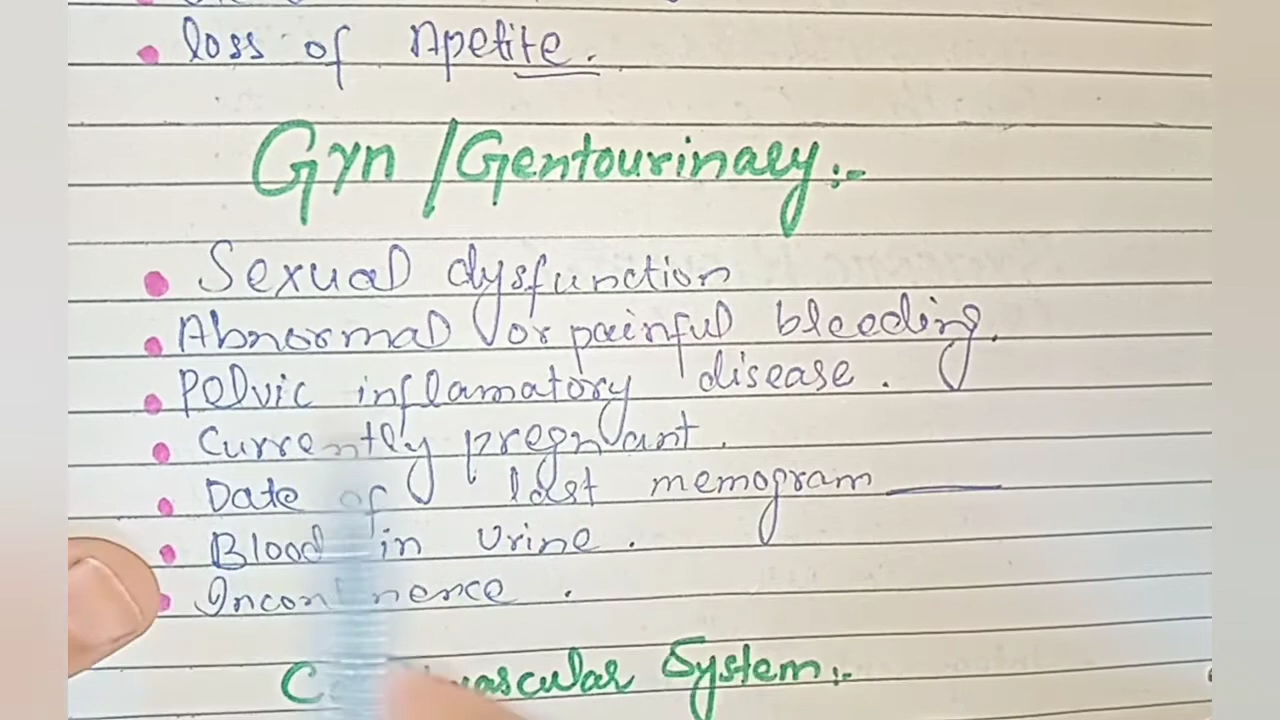 loss of Apetite.
Gyn/Gentourinary:-
Sexual dysfunction
Abnormal or painful bleeding.
Pelvic inflamatory disease.
Currently pregnant.
Date of last memogram
Blood in Urine.
System:-